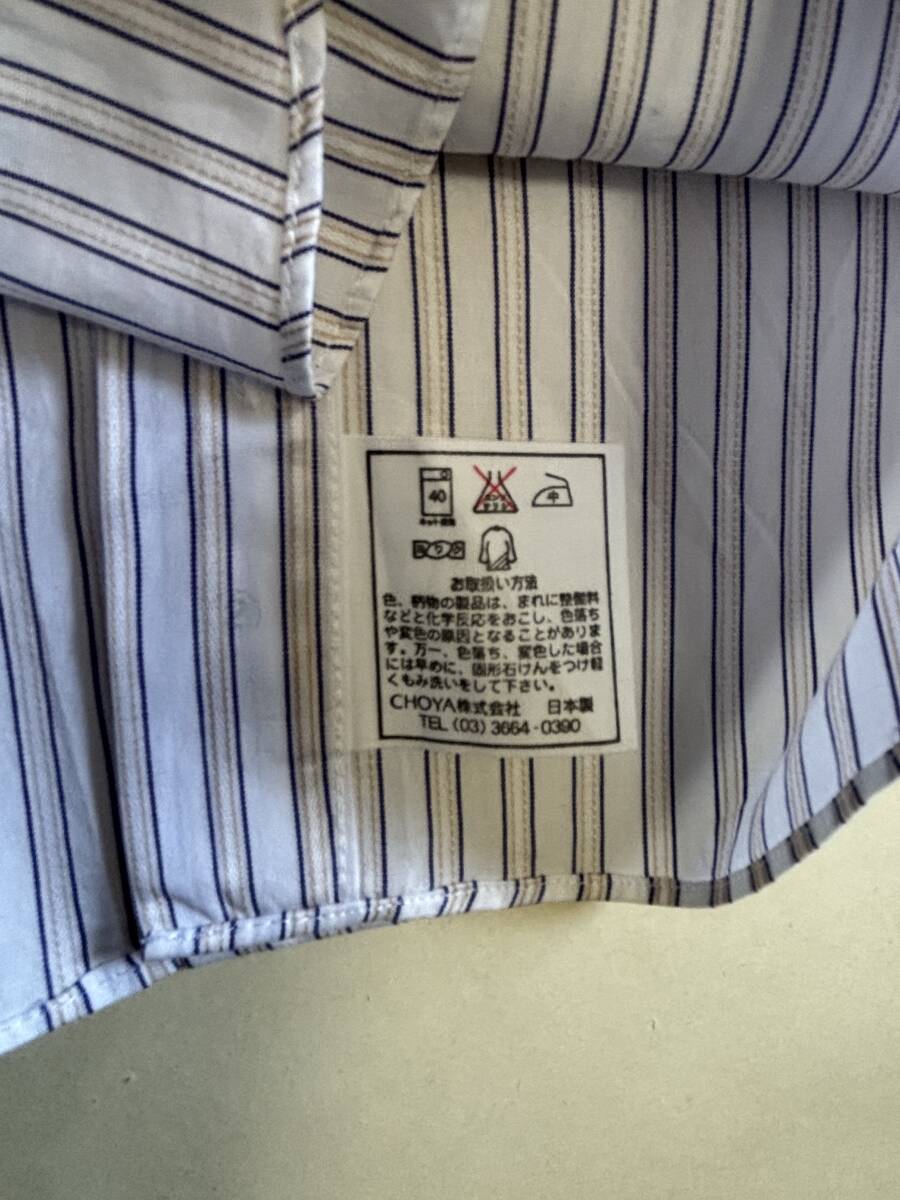 40
中
お取扱い方法
色、柄物の製品は、まれに整髪料
などと化学反応をおこし、色落ち
や変色の原因となることがありま
す。万一、色落ち、変色した場合
には早めに、固形石けんをつけ軽
くもみ洗いをして下さい。
CHOYA株式会社 日本製
TEL (03) 3664-0390